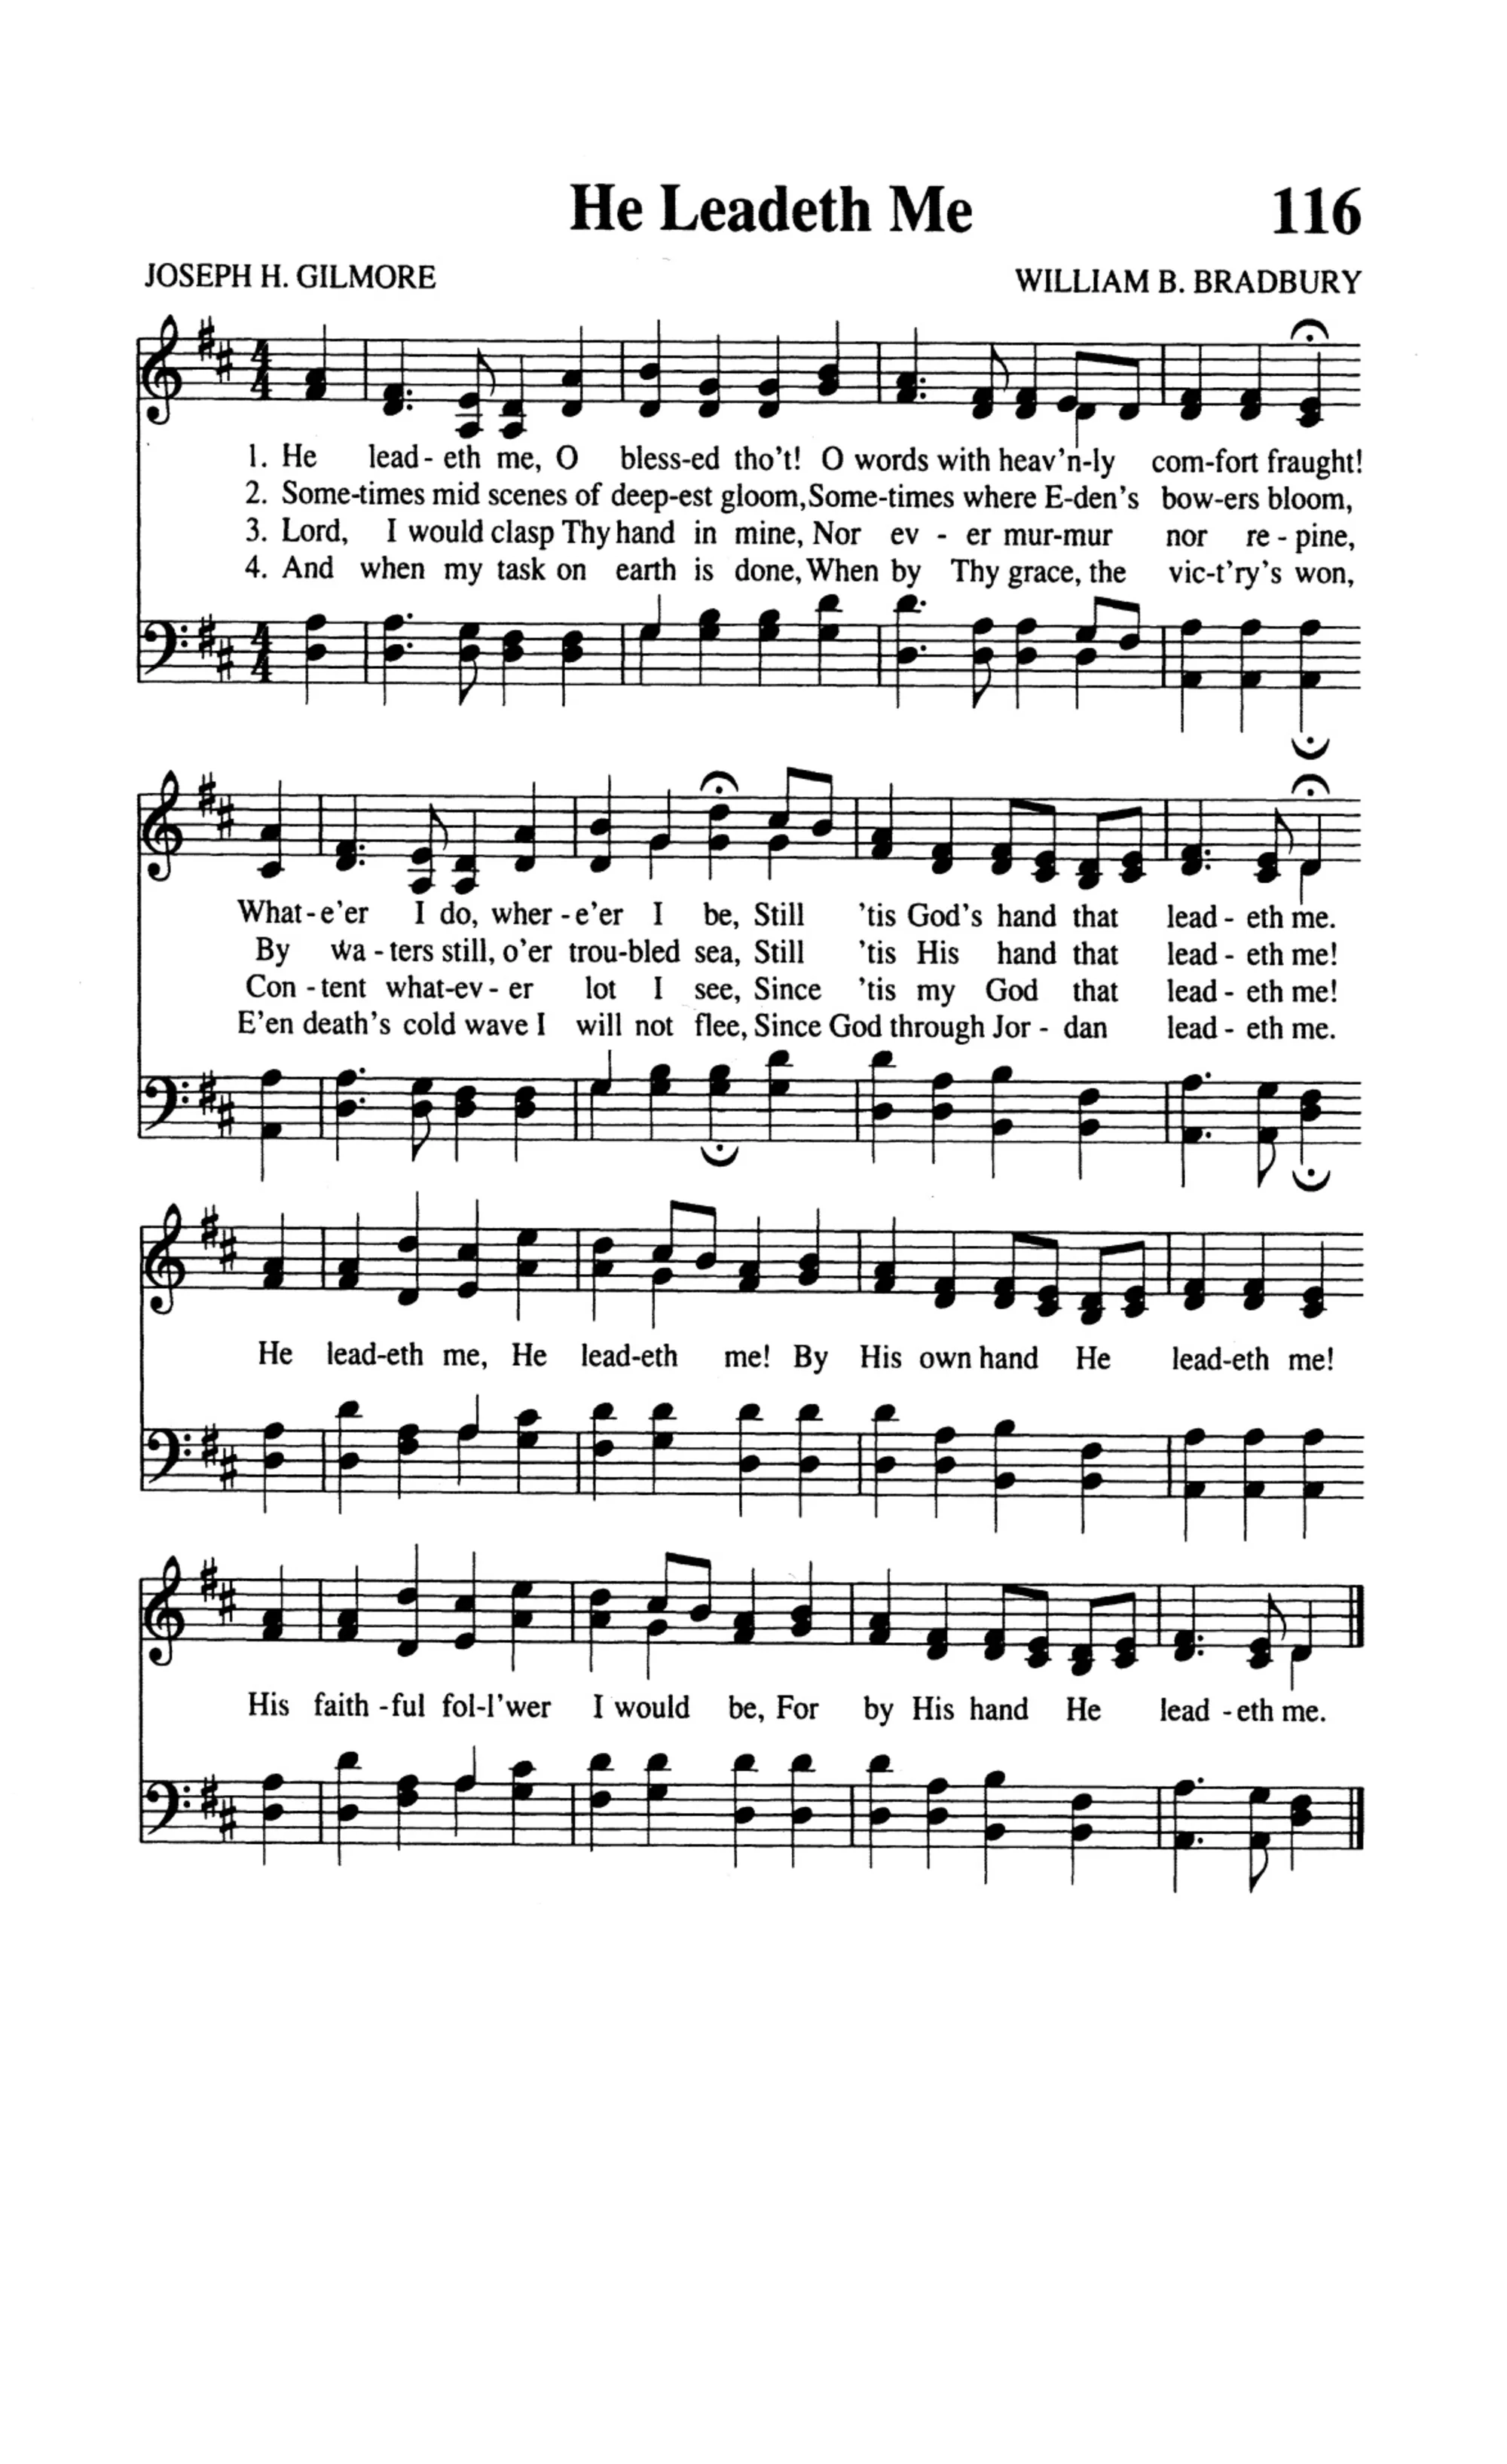 He Leadeth Me 116
JOSEPH H. GILMORE WILLIAM B. BRADBURY
4
4
1. He lead - eth me, O bless-ed tho't! O words with heav'n-ly com-fort fraught!
2. Some-times mid scenes of deep-est gloom, Some-times where E-den's bow-ers bloom,
3. Lord, I would clasp Thy hand in mine, Nor ev - er mur-mur nor re - pine,
4. And when my task on earth is done, When by Thy grace, the vic-t'ry's won,
4
4
What - e'er I do, wher - e'er I be, Still 'tis God's hand that lead - eth me.
By wa - ters still, o'er trou-bled sea, Still 'tis His hand that lead - eth me!
Con - tent what-ev - er lot I see, Since 'tis my God that lead - eth me!
E'en death's cold wave I will not flee, Since God through Jor - dan lead - eth me.
He lead-eth me, He lead-eth me! By His own hand He lead-eth me!
His faith - ful fol-l'wer I would be, For by His hand He lead - eth me.